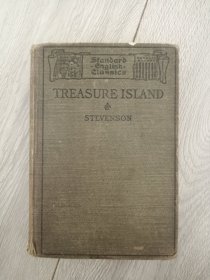 Standard
English
Classics
TREASURE ISLAND
STEVENSON